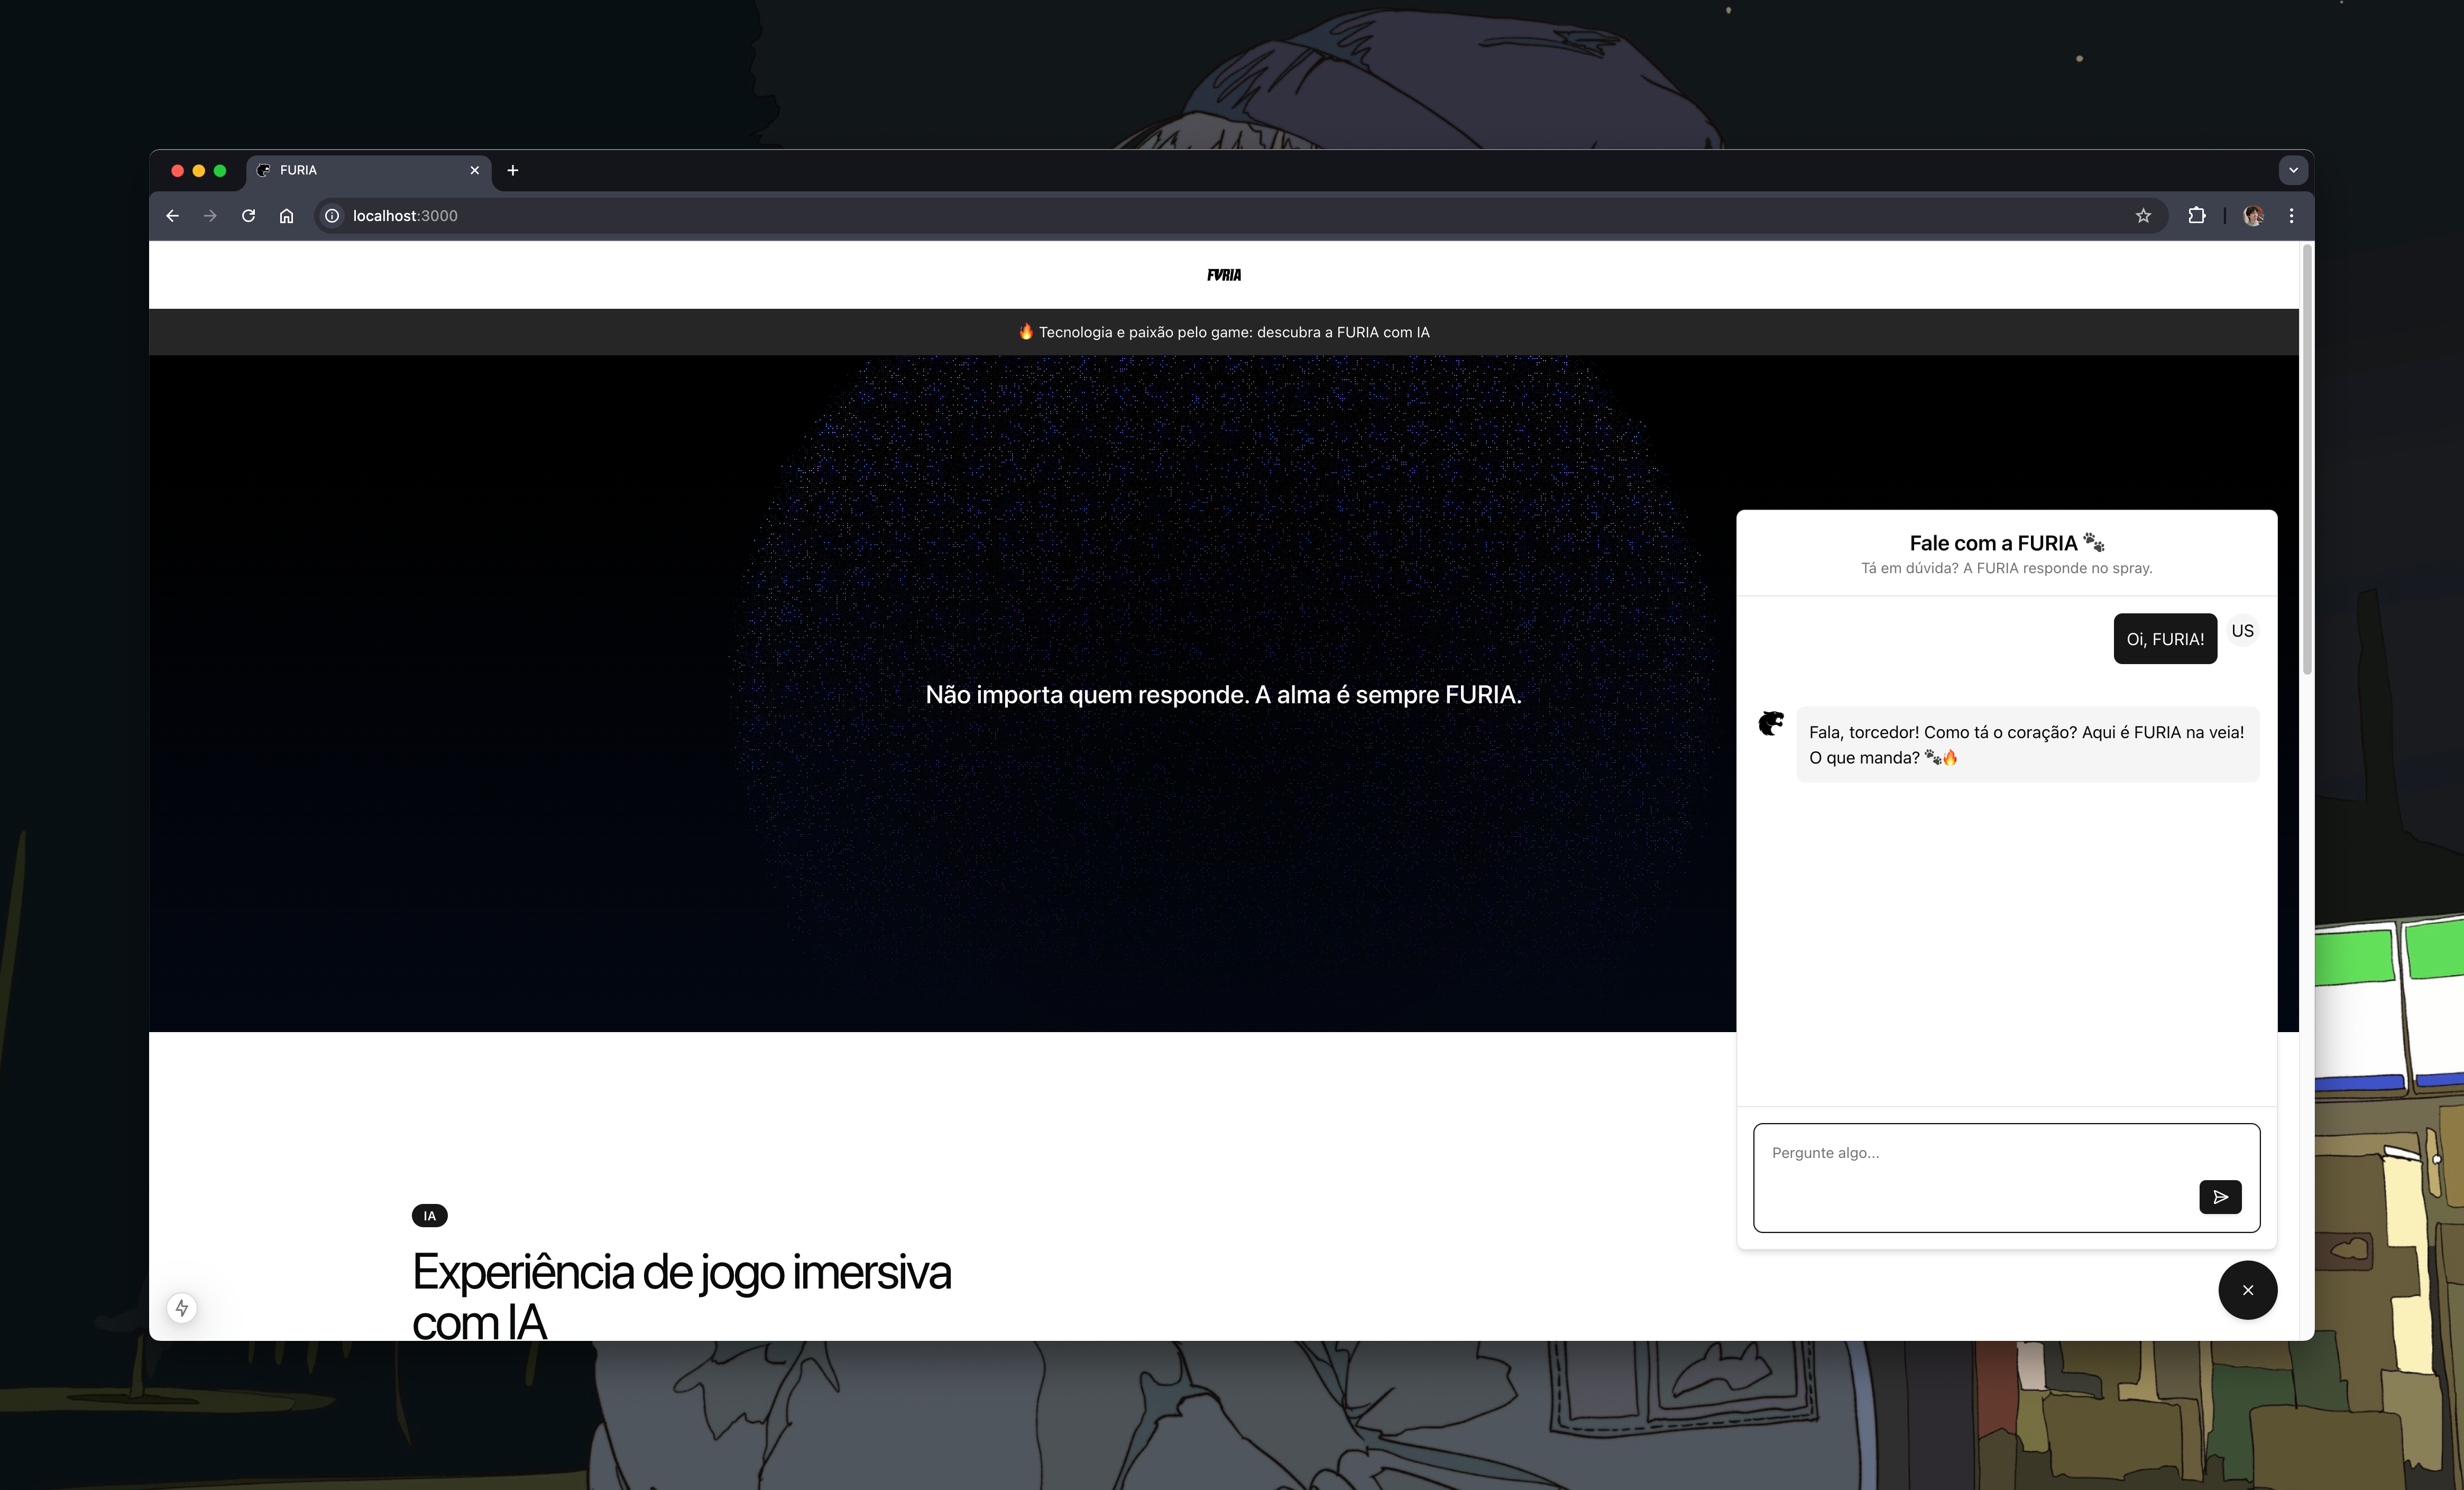 FURIA
localhost:3000
FURIA
🔥 Tecnologia e paixão pelo game: descubra a FURIA com IA
Não importa quem responde. A alma é sempre FURIA.
Fale com a FURIA 🐾
Tá em dúvida? A FURIA responde no spray.
Oi, FURIA!
US
Fala, torcedor! Como tá o coração? Aqui é FURIA na veia!
O que manda? 🐾🔥
Pergunte algo...
IA
Experiência de jogo imersiva
com IA